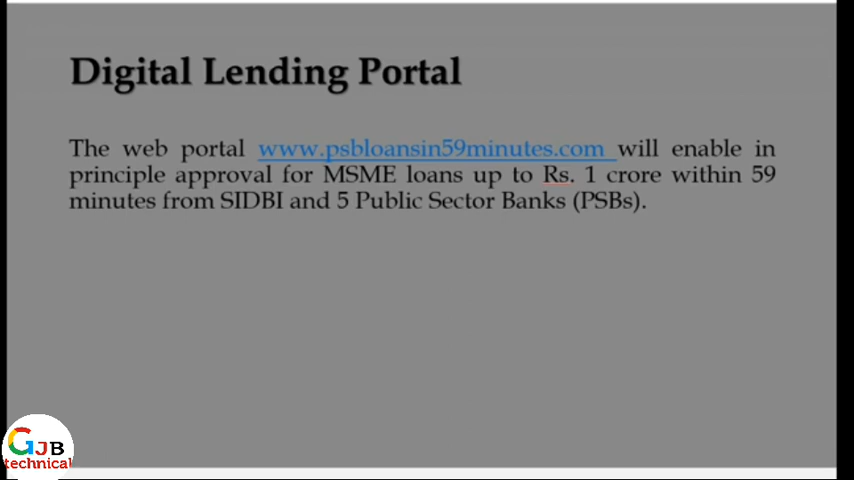 Digital Lending Portal
The web portal www.psbloansin59minutes.com will enable in
principle approval for MSME loans up to Rs. 1 crore within 59
minutes from SIDBI and 5 Public Sector Banks (PSBs).
GJB
technical